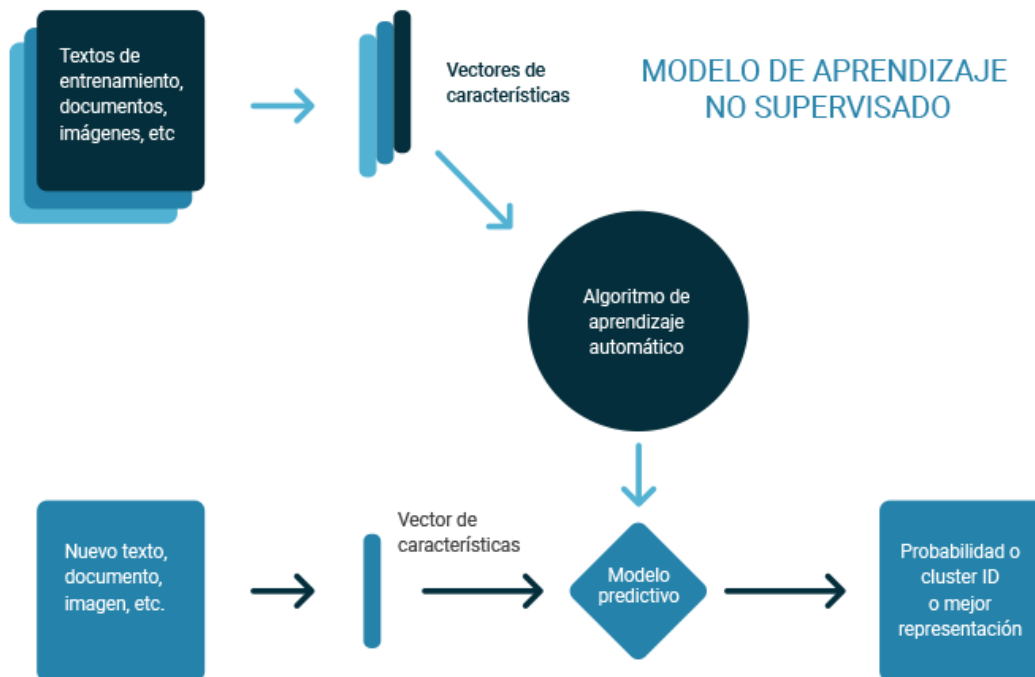 Textos de
entrenamiento,
documentos,
imágenes, etc
Vectores de
característícas
MODELO DE APRENDIZAJE
NO SUPERVISADO
Algoritmo de
aprendizaje
automático
Nuevo texto,
documento,
imagen, etc.
Vector de
características
Modelo
predictivo
Probabilidad o
cluster ID
o mejor
representación